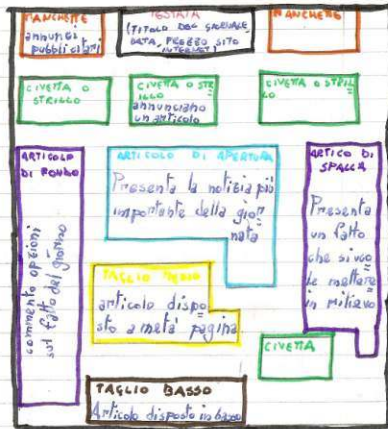 MANCHETTE
annunci
pubblicitari
TESTATA
(TITOLO DEL GIORNALE,
DATA, PREZZO SITO
INTERNET)
MANCHETTE
CIVETTA O
STRILLO
CIVETTA O STR
ILLO
annunciano
un articolo
CIVETTA O STRIL
LO
ARTICOLO
DI FONDO
commento opinioni
sul fatto del giorno
ARTICOLO DI APERTURA
Presenta la notizia più
importante della gior
nata
ARTICO DI
SPALLA
Presenta
un fatto
che si vuo
le mettere
in rilievo
TAGLIO MEDIO
articolo dispo
sto a metà pagina
CIVETTA
TAGLIO BASSO
Articolo disposto in basso